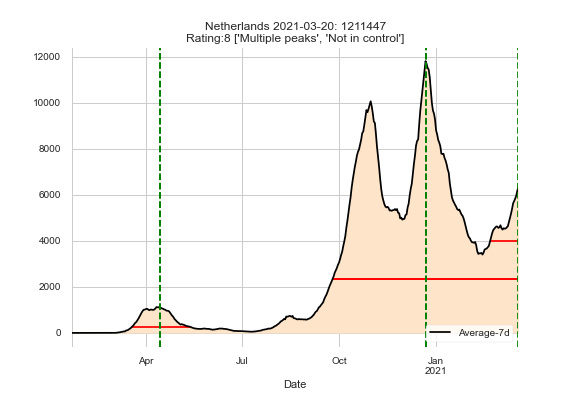 Netherlands 2021-03-20: 1211447
Rating:8 ['Multiple peaks', 'Not in control']
12000
10000
8000
6000
4000
2000
0
Average-7d
Apr
Jul
Oct
Jan
2021
Date